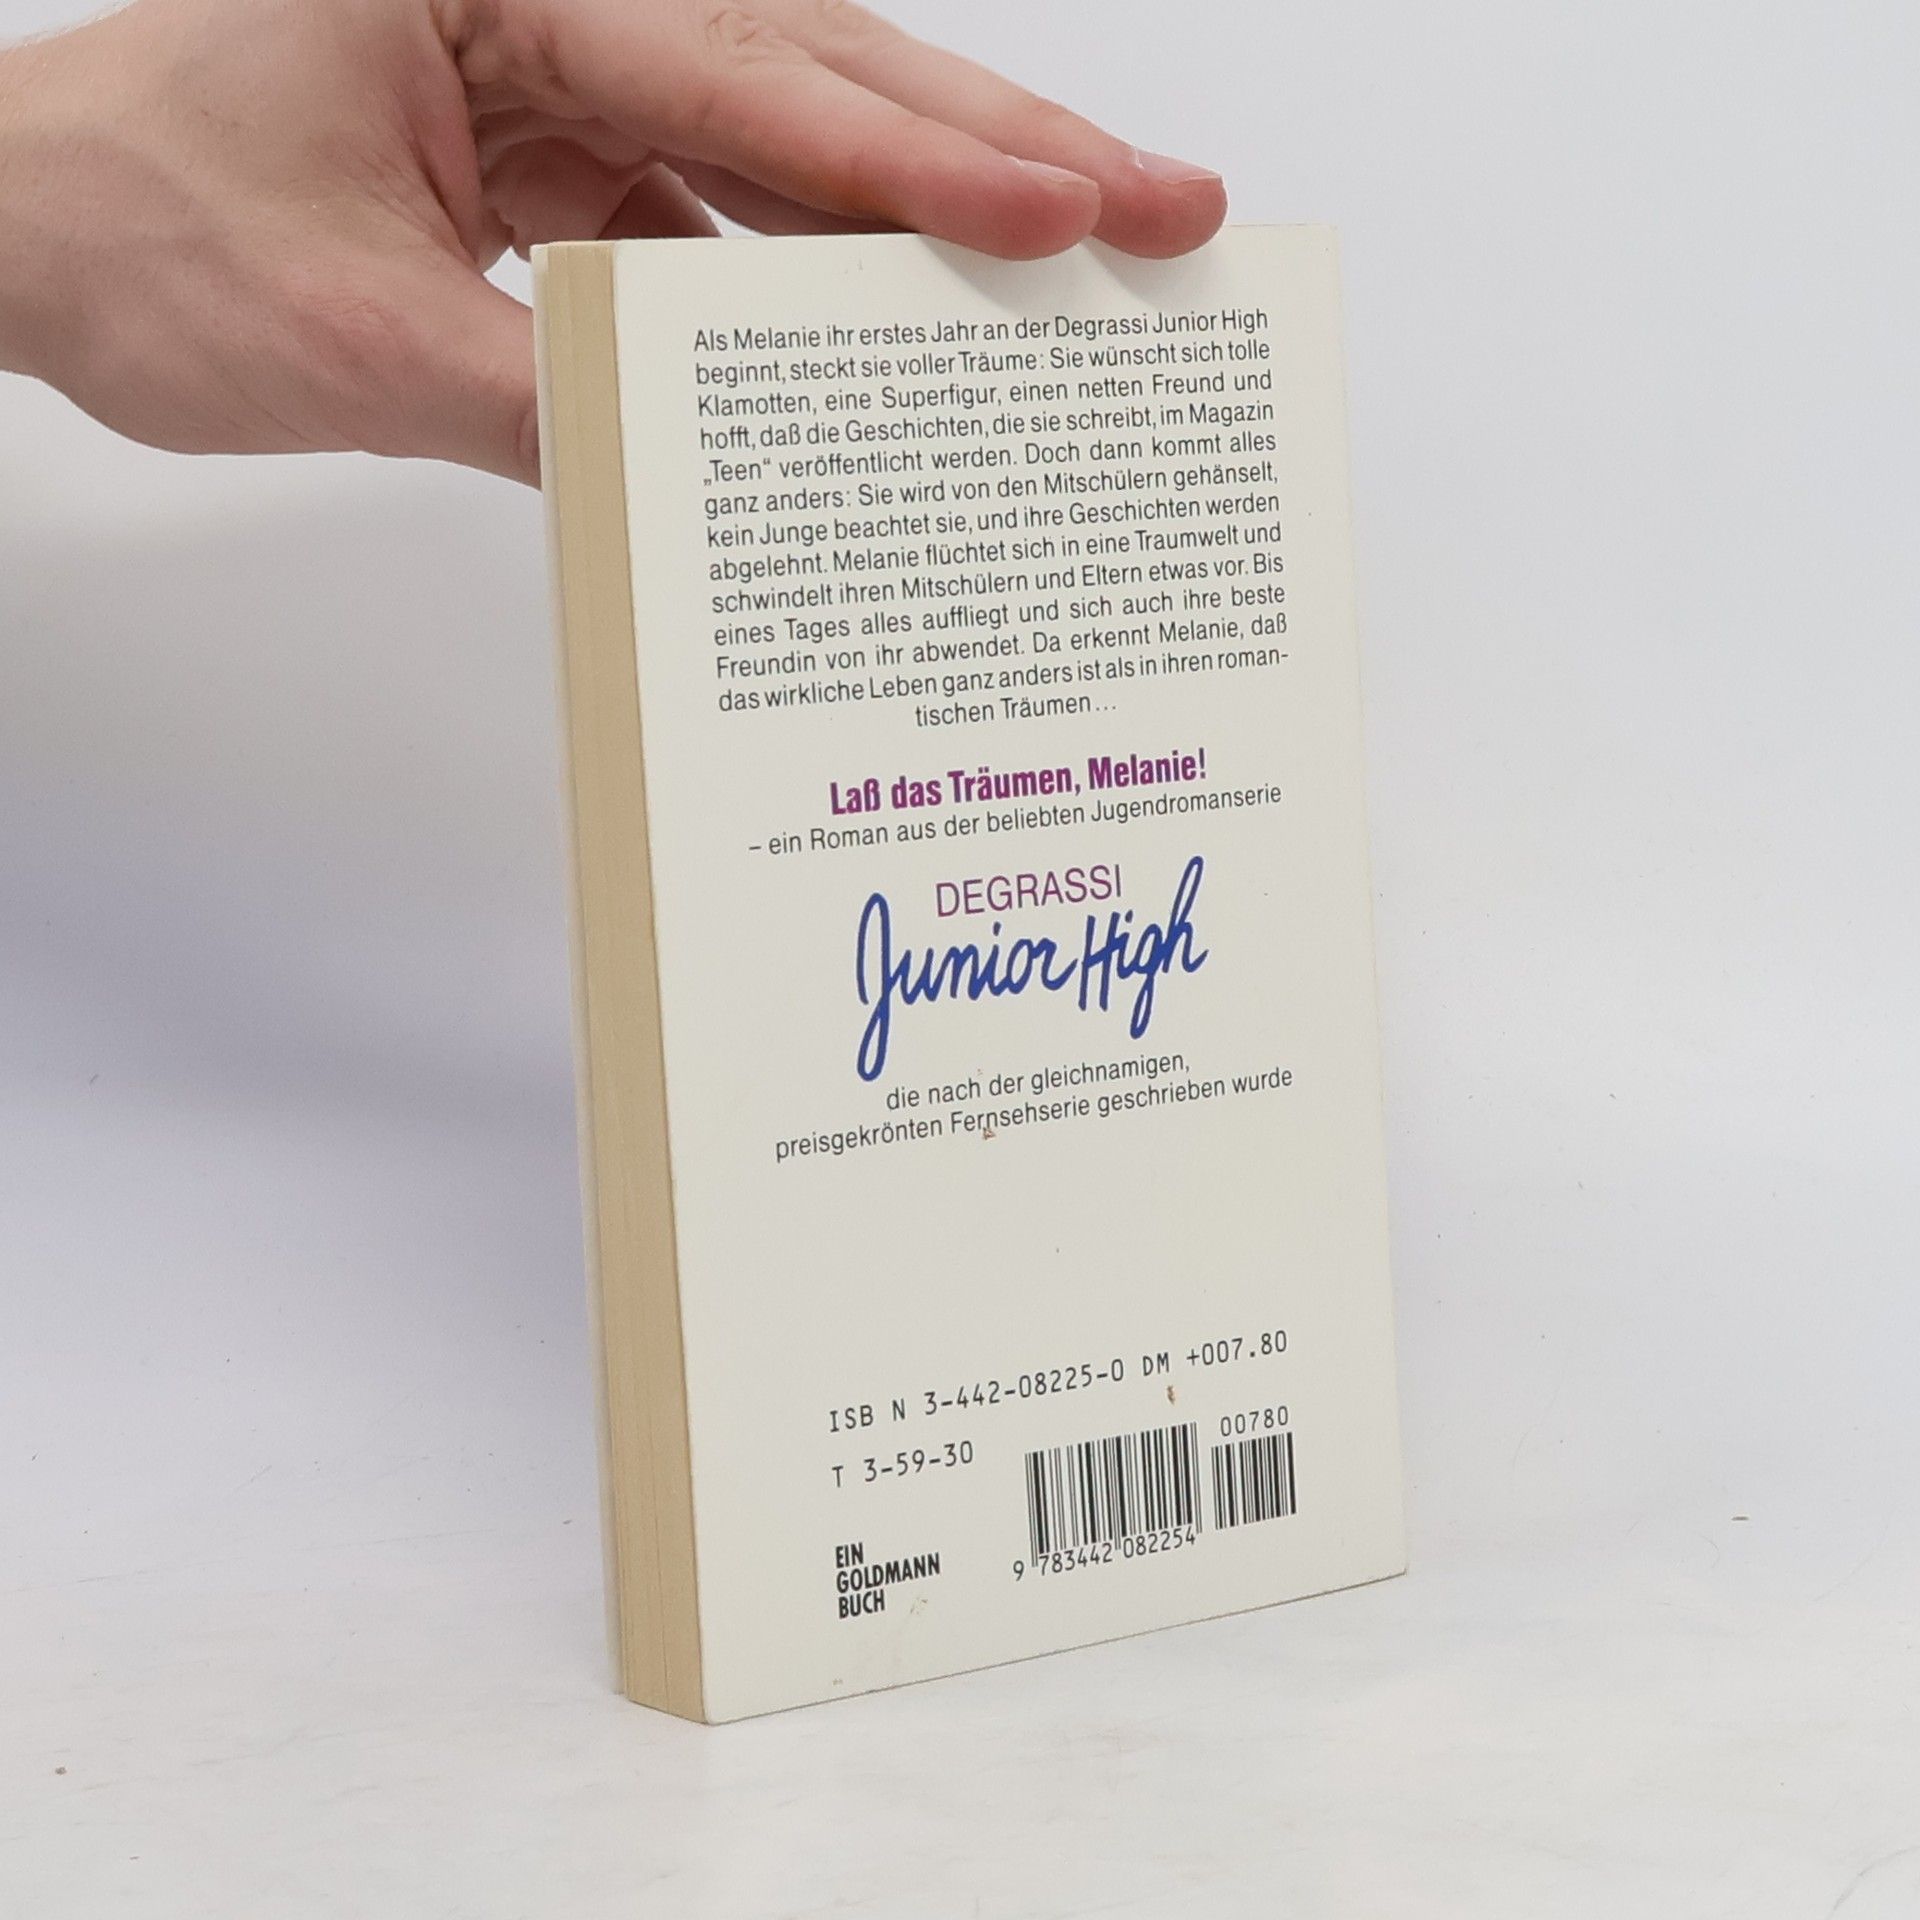 Als Melanie ihr erstes Jahr an der Degrassi Junior High
beginnt, steckt sie voller Träume: Sie wünscht sich tolle
Klamotten, eine Superfigur, einen netten Freund und
hofft, daß die Geschichten, die sie schreibt, im Magazin
„Teen“ veröffentlicht werden. Doch dann kommt alles
ganz anders: Sie wird von den Mitschülern gehänselt,
kein Junge beachtet sie, und ihre Geschichten werden
abgelehnt. Melanie flüchtet sich in eine Traumwelt und
schwindelt ihren Mitschülern und Eltern etwas vor. Bis
eines Tages alles auffliegt und sich auch ihre beste
Freundin von ihr abwendet. Da erkennt Melanie, daß
das wirkliche Leben ganz anders ist als in ihren roman-
tischen Träumen...
Laß das Träumen, Melanie!
– ein Roman aus der beliebten Jugendromanserie
DEGRASSI
Junior High
die nach der gleichnamigen,
preisgekrönten Fernsehserie geschrieben wurde
ISB N 3-442-08225-0 DM +007.80
T 3-59-30
00780
EIN
GOLDMANN
BUCH
9 783442 082254